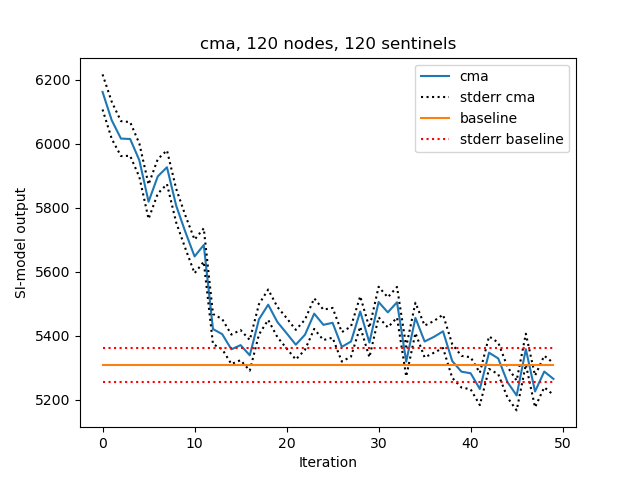 cma, 120 nodes, 120 sentinels
cma
stderr cma
baseline
stderr baseline
SI-model output
6200
6000
5800
5600
5400
5200
0 10 20 30 40 50
Iteration